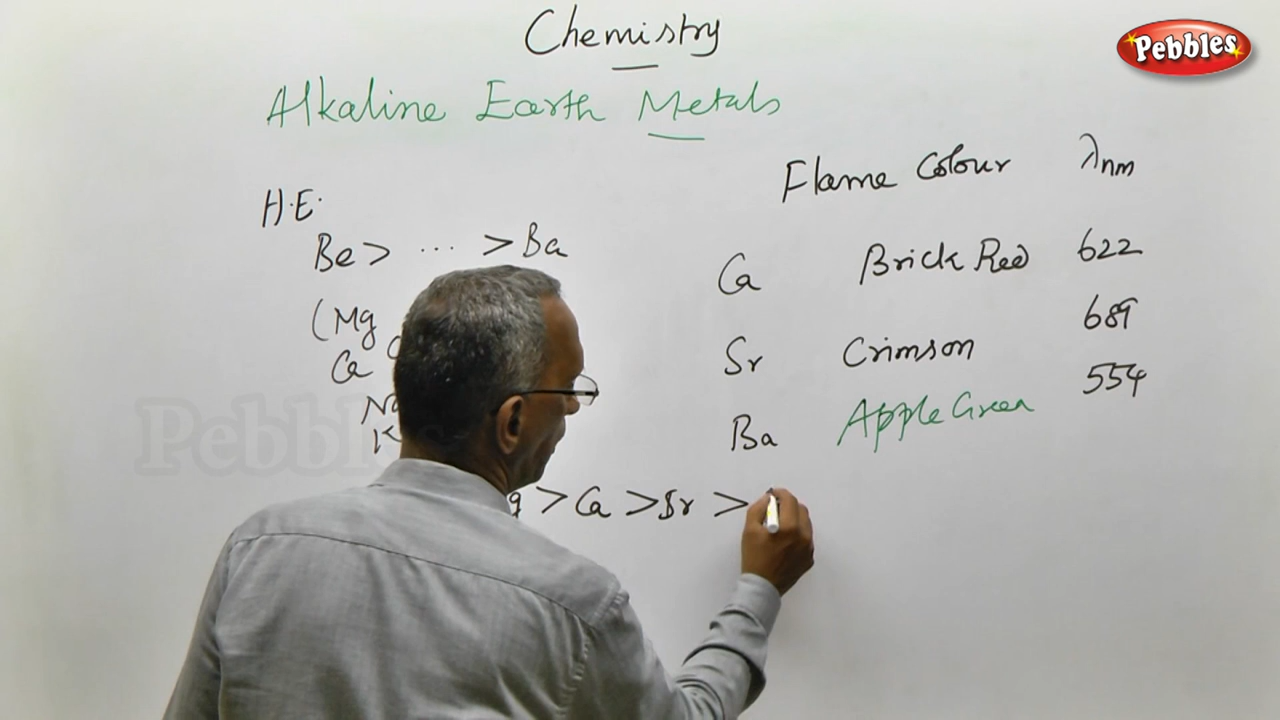 Chemistry
Pebbles
Alkaline Earth Metals
Flame Colour λnm
H.E.
Be > ... > Ba
Ca Brick Red 622
(Mg
Ca
Sr Crimson 689
Ba Apple Green 554
Pebbles
> Ca > Sr >